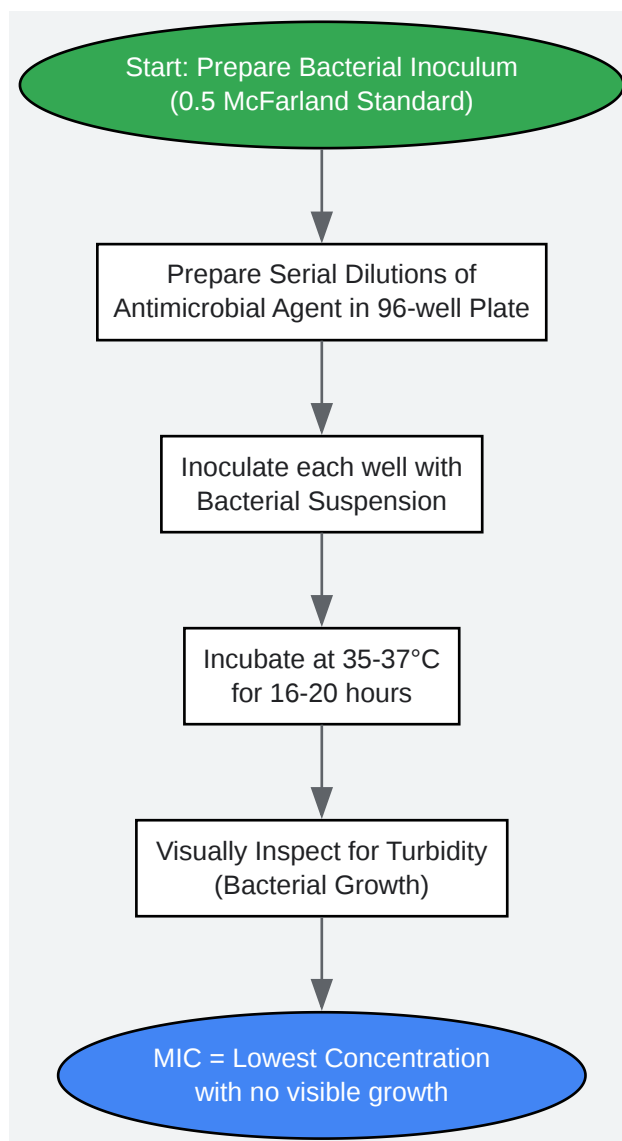 Start: Prepare Bacterial Inoculum
(0.5 McFarland Standard)
Prepare Serial Dilutions of
Antimicrobial Agent in 96-well Plate
Inoculate each well with
Bacterial Suspension
Incubate at 35-37°C
for 16-20 hours
Visually Inspect for Turbidity
(Bacterial Growth)
MIC = Lowest Concentration
with no visible growth